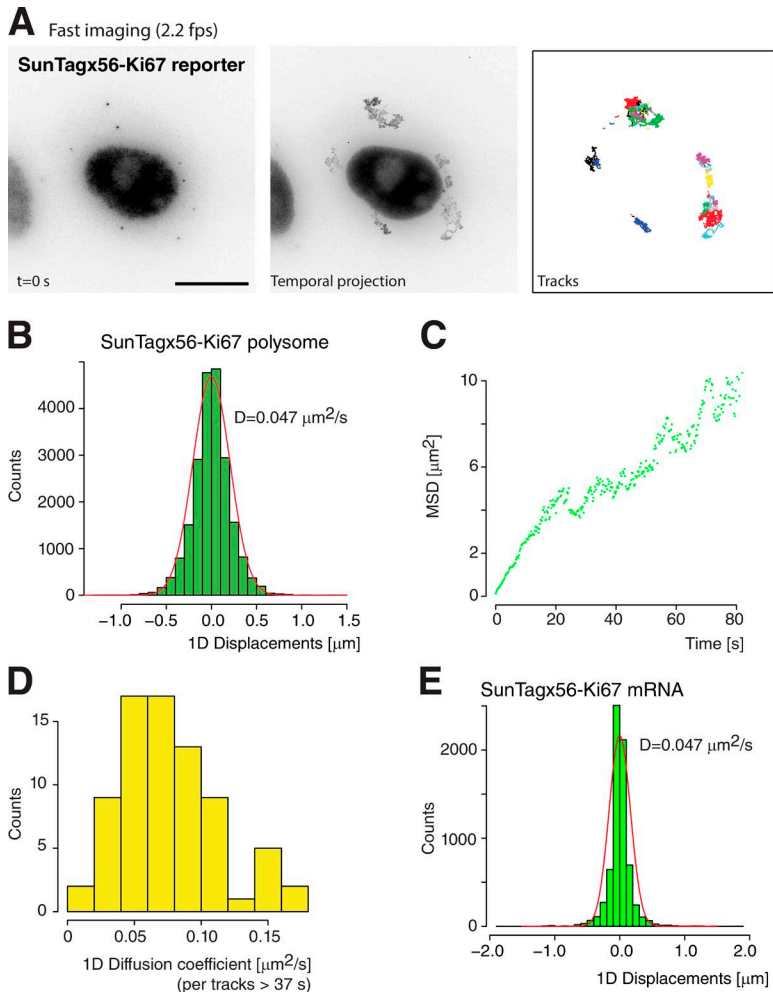 A Fast imaging (2.2 fps)
SunTagx56-Ki67 reporter
t=0 s
Temporal projection
Tracks
B
SunTagx56-Ki67 polysome
D=0.047 μm²/s
Counts
4000
3000
2000
1000
0
−1.0 −0.5 0.0 0.5 1.0 1.5
1D Displacements [μm]
C
MSD [μm²]
10
6
2
0
0 20 40 60 80
Time [s]
D
Counts
15
10
5
0
0 0.05 0.10 0.15
1D Diffusion coefficient [μm²/s]
(per tracks > 37 s)
E
SunTagx56-Ki67 mRNA
D=0.047 μm²/s
Counts
2000
1000
0
−2.0 −1.0 0.0 1.0 2.0
1D Displacements [μm]